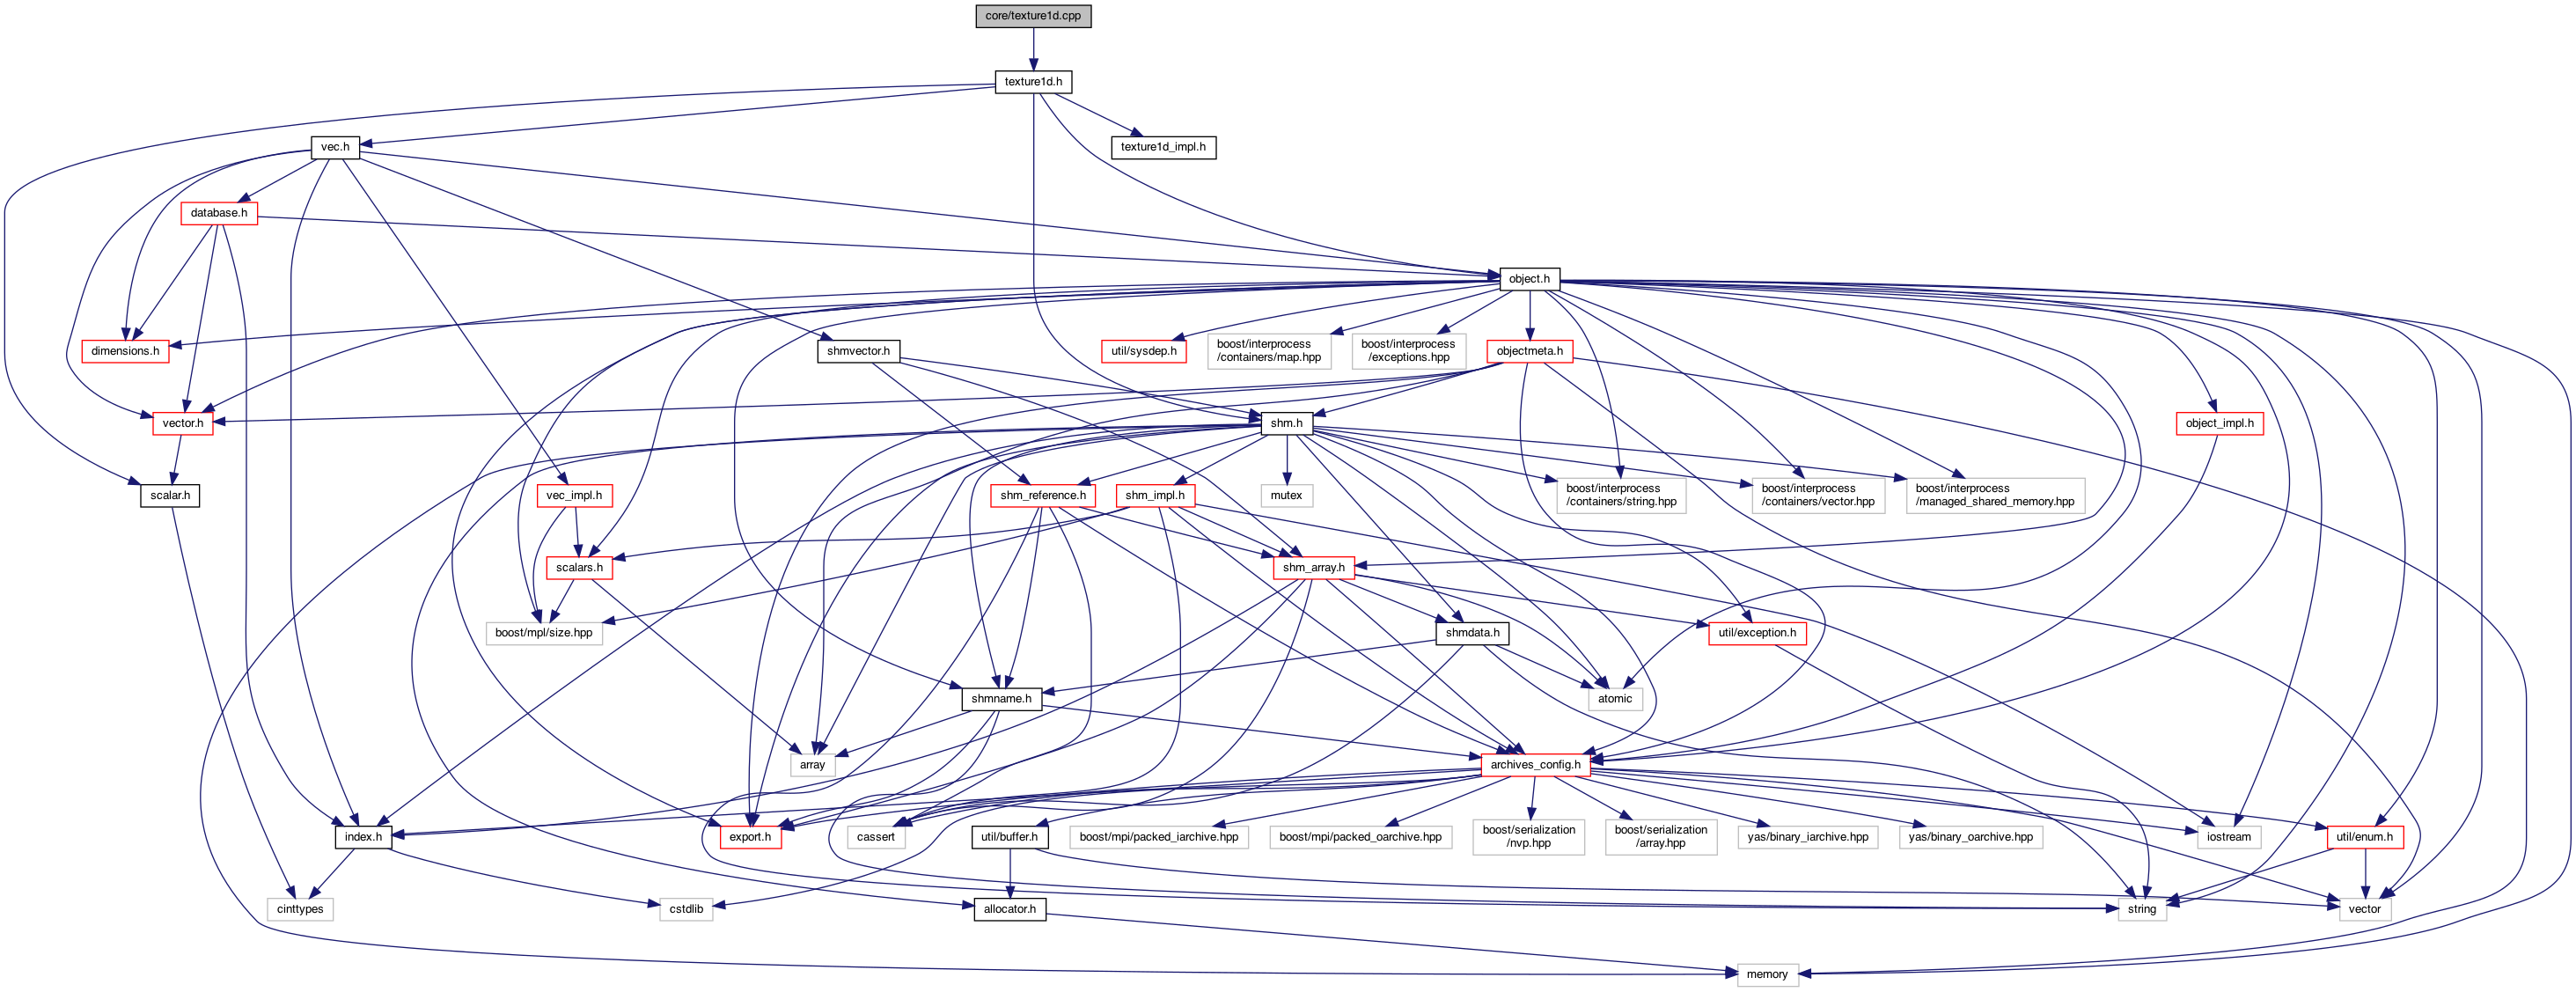 core/texture1d.cpp
texture1d.h
vec.h
texture1d_impl.h
database.h
object.h
dimensions.h
shmvector.h
util/sysdep.h
boost/interprocess
/containers/map.hpp
boost/interprocess
/exceptions.hpp
objectmeta.h
vector.h
shm.h
object_impl.h
scalar.h
vec_impl.h
shm_reference.h
shm_impl.h
mutex
boost/interprocess
/containers/string.hpp
boost/interprocess
/containers/vector.hpp
boost/interprocess
/managed_shared_memory.hpp
scalars.h
shm_array.h
boost/mpl/size.hpp
shmdata.h
util/exception.h
shmname.h
atomic
array
archives_config.h
index.h
export.h
cassert
util/buffer.h
boost/mpi/packed_iarchive.hpp
boost/mpi/packed_oarchive.hpp
boost/serialization
/nvp.hpp
boost/serialization
/array.hpp
yas/binary_iarchive.hpp
yas/binary_oarchive.hpp
iostream
util/enum.h
cinttypes
cstdlib
allocator.h
string
vector
memory